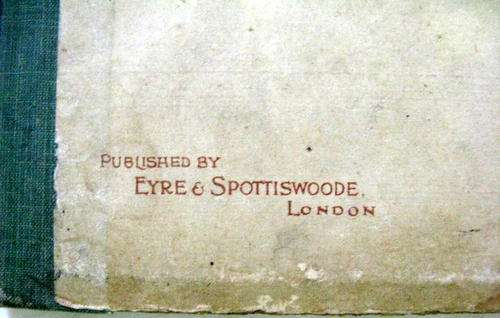 PUBLISHED BY
EYRE & SPOTTISWOODE.
LONDON